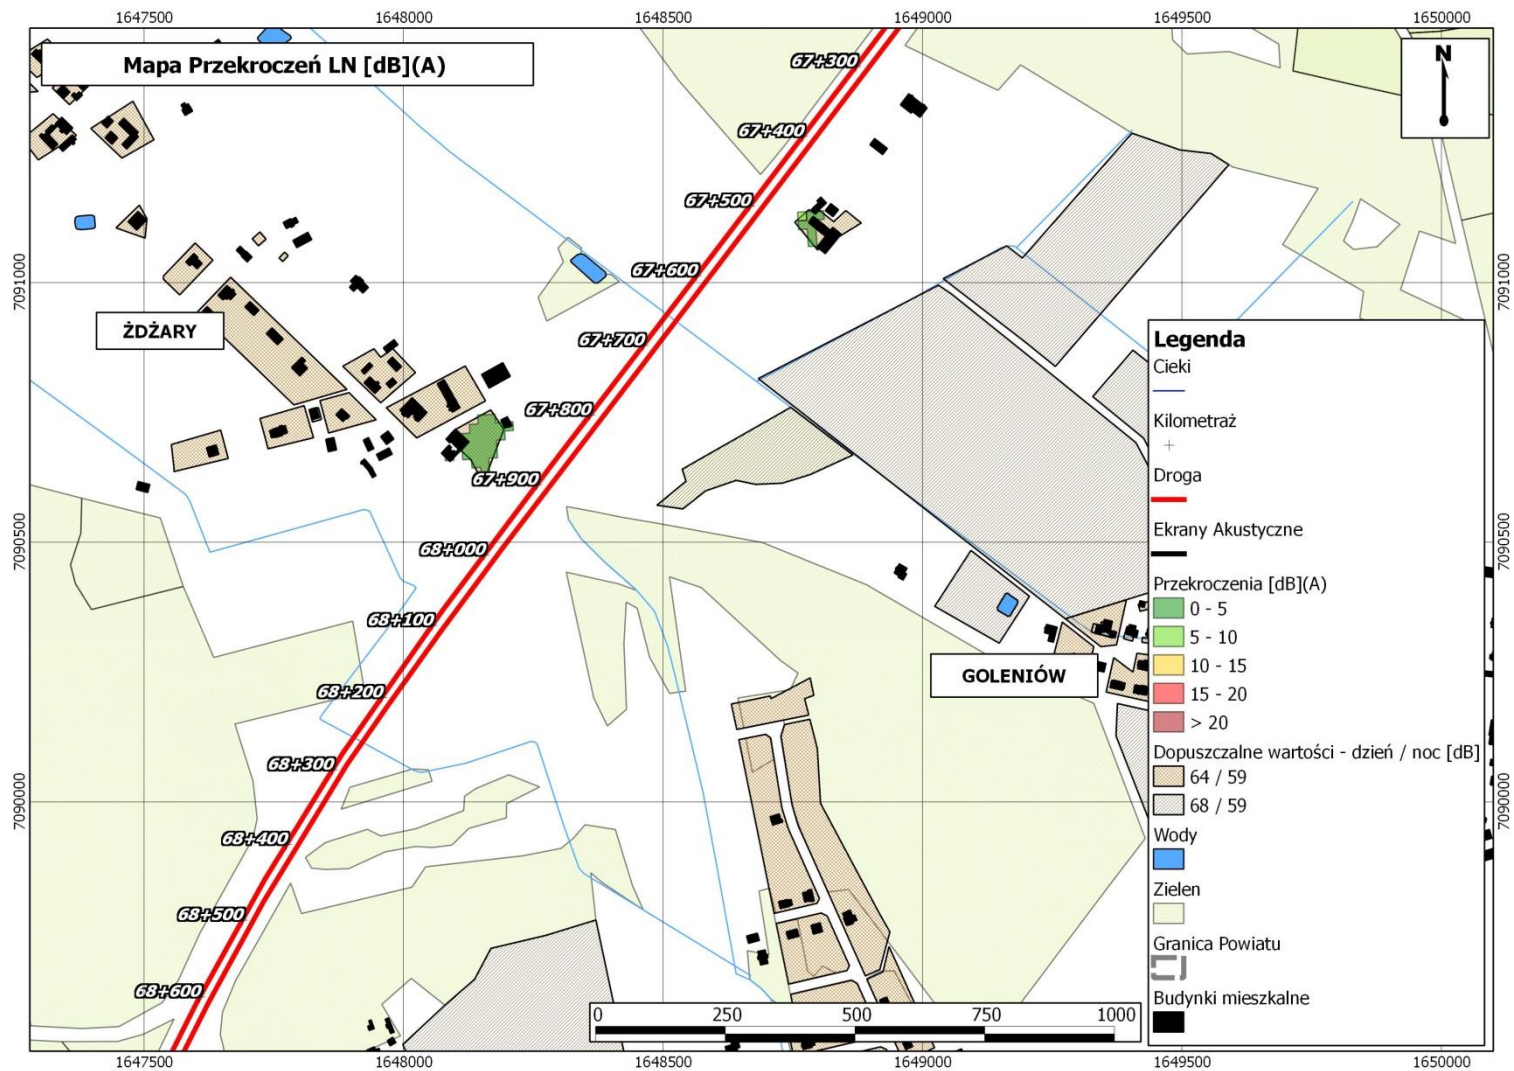 1647500
1648000
1648500
1649000
1649500
1650000
Mapa Przekroczeń LN [dB](A)
N
67+300
67+400
67+500
67+600
67+700
67+800
67+900
68+000
68+100
68+200
68+300
68+400
68+500
68+600
7091000
7090500
7090000
7091000
7090500
7090000
ŻDŻARY
GOLENIÓW
Legenda
Cieki
Kilometraż
Droga
Ekrany Akustyczne
Przekroczenia [dB](A)
0 - 5
5 - 10
10 - 15
15 - 20
> 20
Dopuszczalne wartości - dzień / noc [dB]
64 / 59
68 / 59
Wody
Zielen
Granica Powiatu
Budynki mieszkalne
0
250
500
750
1000
1647500
1648000
1648500
1649000
1649500
1650000